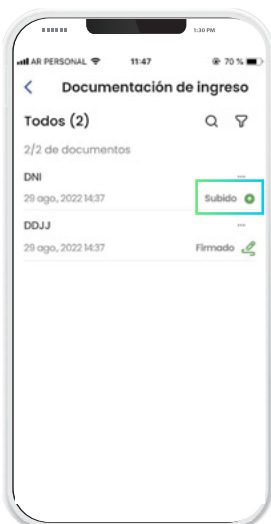 1:30 PM
AR PERSONAL 11:47 70 %
Documentación de ingreso
Todos (2)
2/2 de documentos
DNI
29 ago, 2022 14:37 Subido
DDJJ
29 ago, 2022 14:37 Firmado